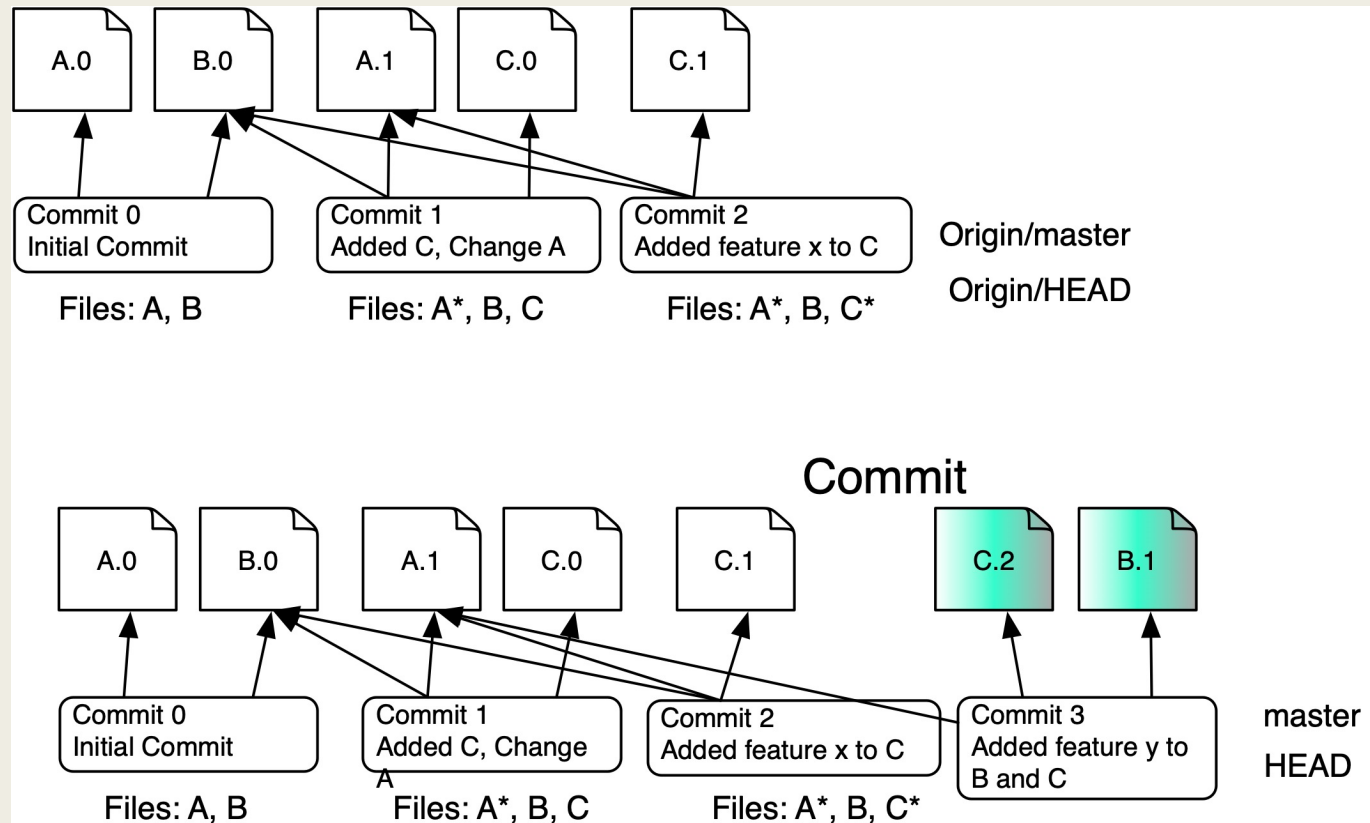 A.0
B.0
A.1
C.0
C.1
Commit 0
Initial Commit
Commit 1
Added C, Change A
Commit 2
Added feature x to C
Origin/master
Origin/HEAD
Files: A, B
Files: A*, B, C
Files: A*, B, C*
Commit
A.0
B.0
A.1
C.0
C.1
C.2
B.1
Commit 0
Initial Commit
Commit 1
Added C, Change
A
Commit 2
Added feature x to C
Commit 3
Added feature y to
B and C
master
HEAD
Files: A, B
Files: A*, B, C
Files: A*, B, C*